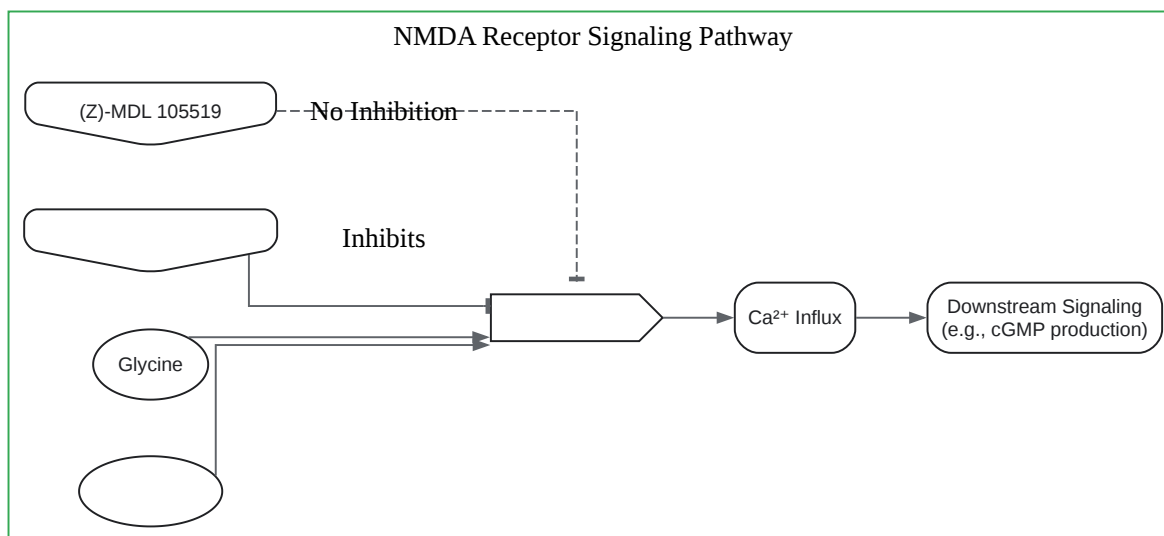 NMDA Receptor Signaling Pathway
(Z)-MDL 105519
No Inhibition
Inhibits
Glycine
Ca²⁺ Influx
Downstream Signaling
(e.g., cGMP production)